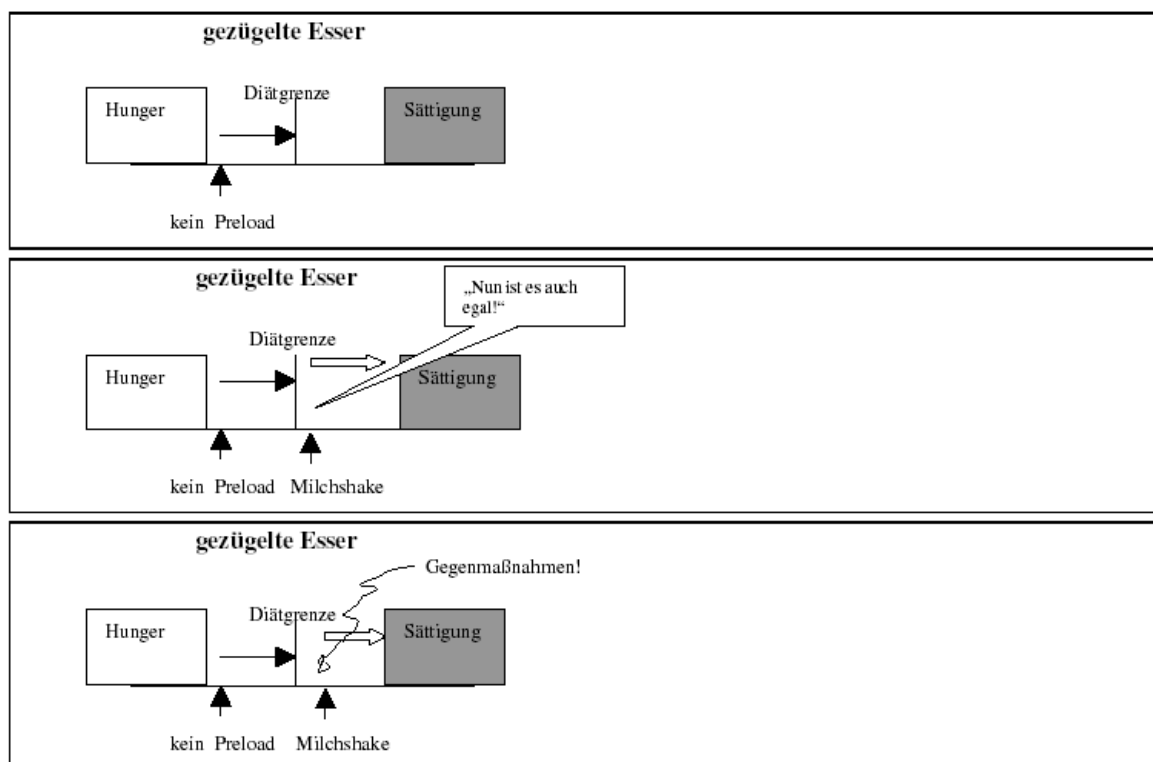 gezügelte Esser
Diätgrenze
Hunger
Sättigung
kein Preload
gezügelte Esser
„Nun ist es auch
egal!“
Diätgrenze
Hunger
Sättigung
kein Preload Milchshake
gezügelte Esser
Gegenmaßnahmen!
Diätgrenze
Hunger
Sättigung
kein Preload Milchshake